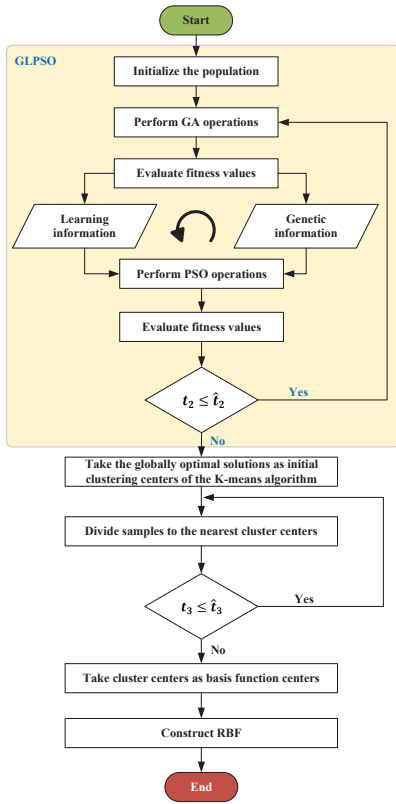 Start
GLPSO
Initialize the population
Perform GA operations
Evaluate fitness values
Learning
information
Genetic
information
Perform PSO operations
Evaluate fitness values
t₂ ≤ t̂₂
Yes
No
Take the globally optimal solutions as initial
clustering centers of the K-means algorithm
Divide samples to the nearest cluster centers
t₃ ≤ t̂₃
Yes
No
Take cluster centers as basis function centers
Construct RBF
End